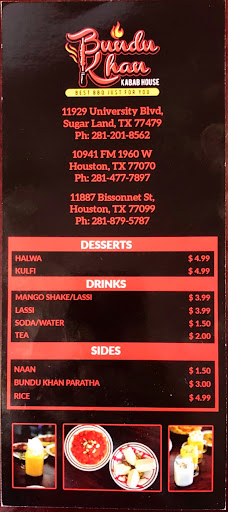 Bundu
Khan
KABAB HOUSE
BEST BBQ JUST FOR YOU
11929 University Blvd,
Sugar Land, TX 77479
Ph: 281-201-8562
10941 FM 1960 W
Houston, TX 77070
Ph: 281-477-7897
11887 Bissonnet St,
Houston, TX 77099
Ph: 281-879-5787
DESSERTS
HALWA $ 4.99
KULFI $ 4.99
DRINKS
MANGO SHAKE/LASSI $ 3.99
LASSI $ 3.99
SODA/WATER $ 1.50
TEA $ 2.00
SIDES
NAAN $ 1.50
BUNDU KHAN PARATHA $ 3.00
RICE $ 4.99